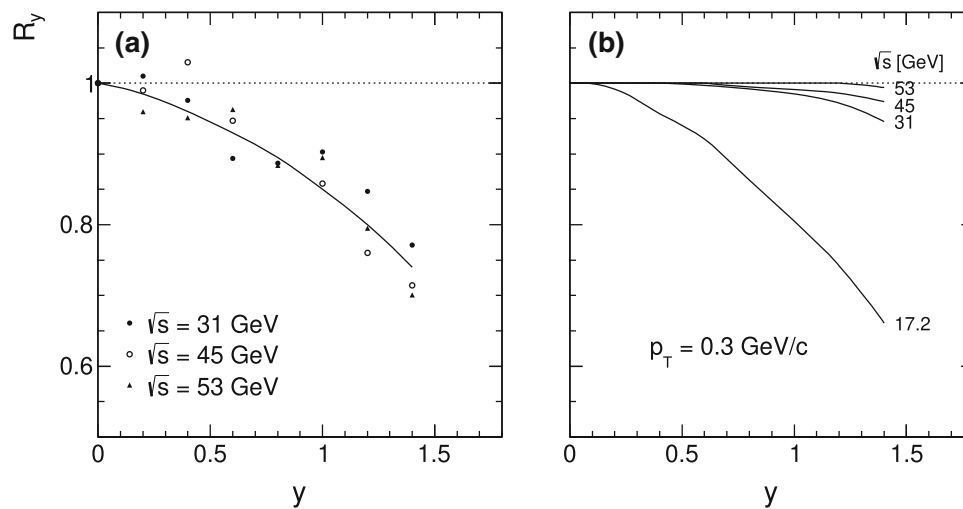 R_y
(a)
1
0.8
0.6
√s = 31 GeV
√s = 45 GeV
√s = 53 GeV
0 0.5 1 1.5
y
(b)
√s [GeV]
53
45
31
17.2
p_T = 0.3 GeV/c
0 0.5 1 1.5
y